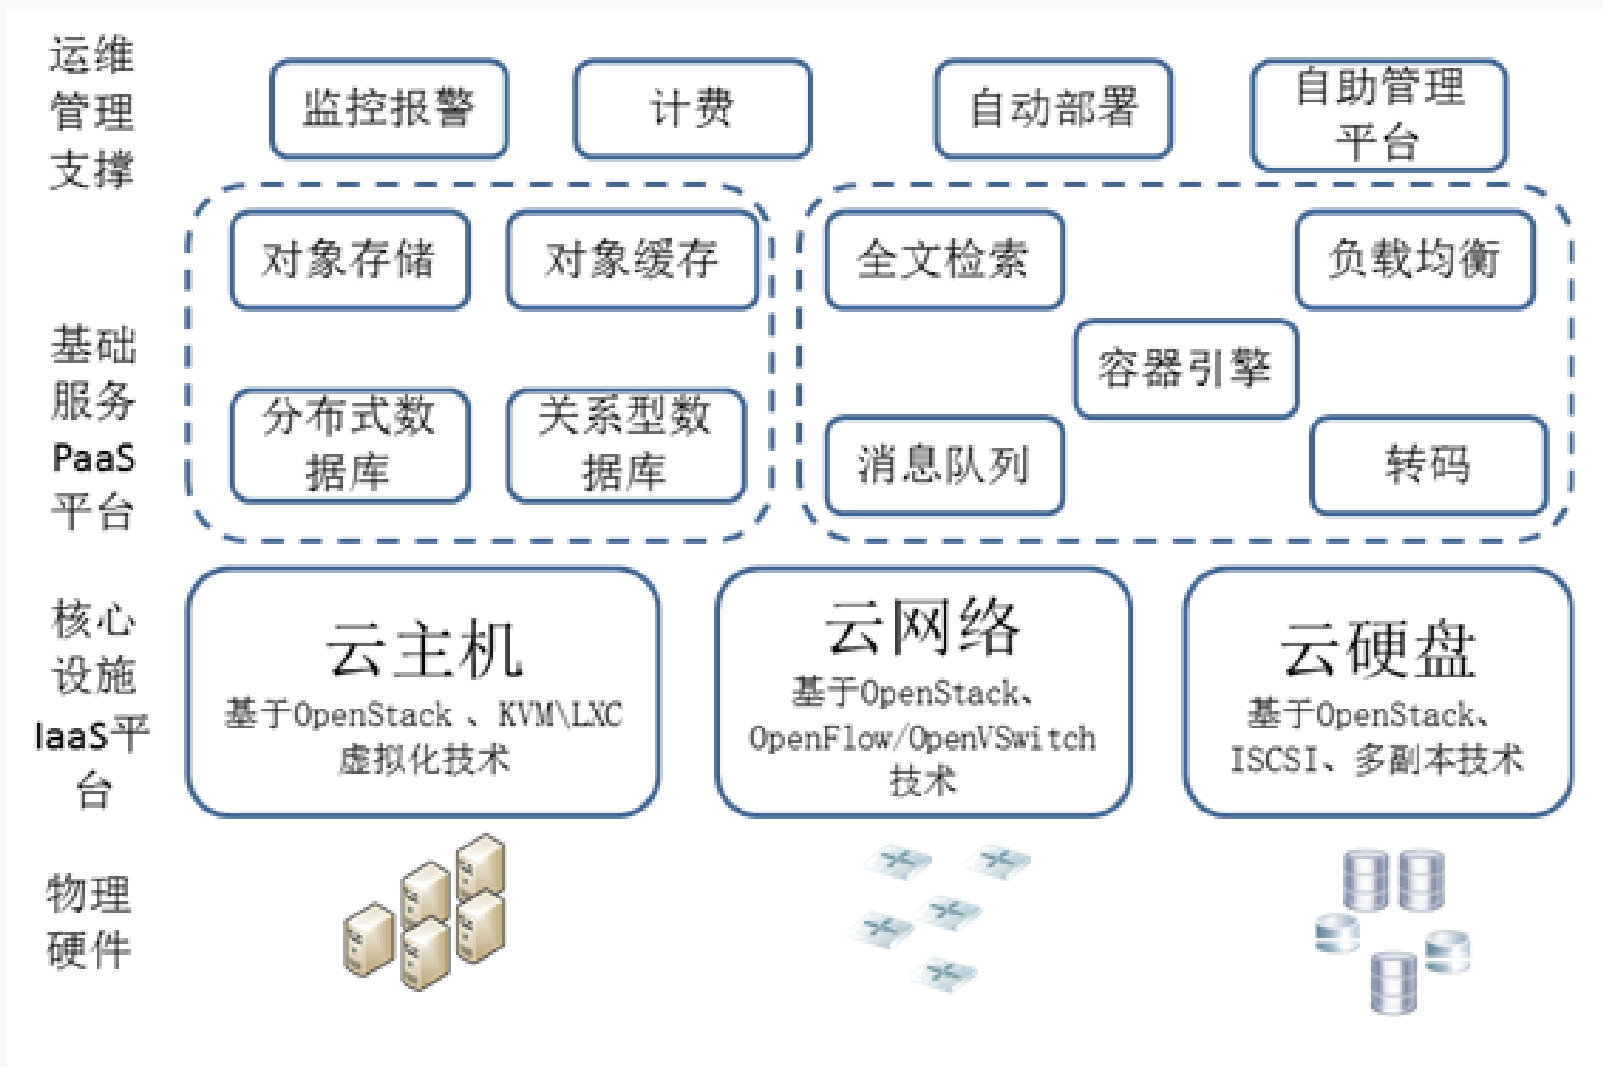 运维
管理
支撑
监控报警
计费
自动部署
自助管理
平台
基础
服务
PaaS
平台
对象存储
对象缓存
分布式数
据库
关系型数
据库
全文检索
负载均衡
容器引擎
消息队列
转码
核心
设施
IaaS平
台
云主机
基于OpenStack 、KVM\LXC
虚拟化技术
云网络
基于OpenStack、
OpenFlow/OpenVSwitch
技术
云硬盘
基于OpenStack、
ISCSI、多副本技术
物理
硬件